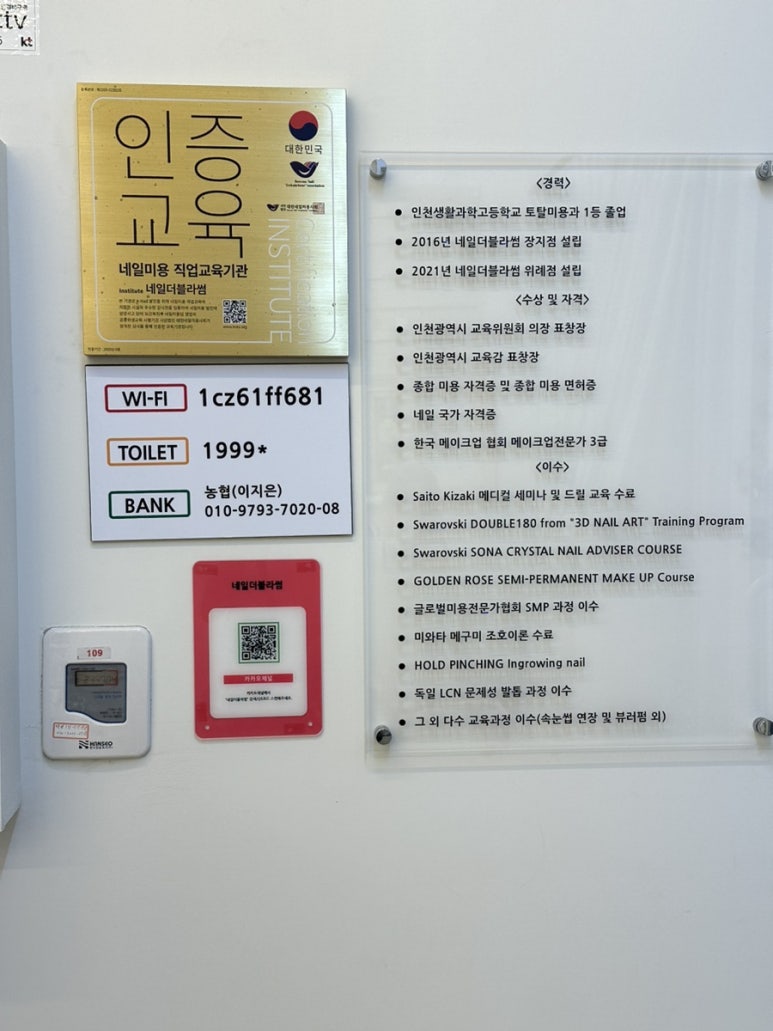 tv
kt
인증
교육
대한민국
네일미용 직업교육기관
Institute 네일더블라썸
INSTITUTE
WI-FI 1cz61ff681
TOILET 1999*
BANK 농협(이지은)
010-9793-7020-08
네일더블라썸
카카오채널
109
HANSEO
<경력>
• 인천생활과학고등학교 토탈미용과 1등 졸업
• 2016년 네일더블라썸 장지점 설립
• 2021년 네일더블라썸 위례점 설립
<수상 및 자격>
• 인천광역시 교육위원회 의장 표창장
• 인천광역시 교육감 표창장
• 종합 미용 자격증 및 종합 미용 면허증
• 네일 국가 자격증
• 한국 메이크업 협회 메이크업전문가 3급
<이수>
• Saito Kizaki 메디컬 세미나 및 드릴 교육 수료
• Swarovski DOUBLE180 from "3D NAIL ART" Training Program
• Swarovski SONA CRYSTAL NAIL ADVISER COURSE
• GOLDEN ROSE SEMI-PERMANENT MAKE UP Course
• 글로벌미용전문가협회 SMP 과정 이수
• 미와타 메구미 조호이론 수료
• HOLD PINCHING Ingrowing nail
• 독일 LCN 문제성 발톱 과정 이수
• 그 외 다수 교육과정 이수(속눈썹 연장 및 뷰러펌 외)